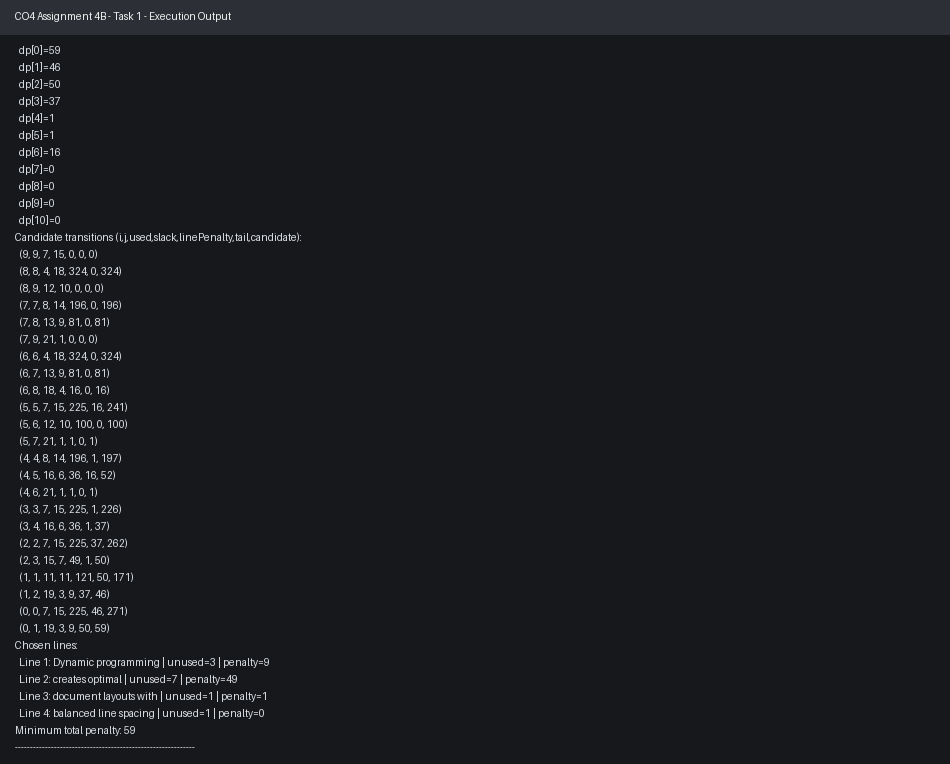 CO4 Assignment 4B - Task 1 - Execution Output
dp[0]=59
dp[1]=46
dp[2]=50
dp[3]=37
dp[4]=1
dp[5]=1
dp[6]=16
dp[7]=0
dp[8]=0
dp[9]=0
dp[10]=0
Candidate transitions (i,j,used,slack,linePenalty,tail,candidate):
(9, 9, 7, 15, 0, 0, 0)
(8, 8, 4, 18, 324, 0, 324)
(8, 9, 12, 10, 0, 0, 0)
(7, 7, 8, 14, 196, 0, 196)
(7, 8, 13, 9, 81, 0, 81)
(7, 9, 21, 1, 0, 0, 0)
(6, 6, 4, 18, 324, 0, 324)
(6, 7, 13, 9, 81, 0, 81)
(6, 8, 18, 4, 16, 0, 16)
(5, 5, 7, 15, 225, 16, 241)
(5, 6, 12, 10, 100, 0, 100)
(5, 7, 21, 1, 1, 0, 1)
(4, 4, 8, 14, 196, 1, 197)
(4, 5, 16, 6, 36, 16, 52)
(4, 6, 21, 1, 1, 0, 1)
(3, 3, 7, 15, 225, 1, 226)
(3, 4, 16, 6, 36, 1, 37)
(2, 2, 7, 15, 225, 37, 262)
(2, 3, 15, 7, 49, 1, 50)
(1, 1, 11, 11, 121, 50, 171)
(1, 2, 19, 3, 9, 37, 46)
(0, 0, 7, 15, 225, 46, 271)
(0, 1, 19, 3, 9, 50, 59)
Chosen lines:
Line 1: Dynamic programming | unused=3 | penalty=9
Line 2: creates optimal | unused=7 | penalty=49
Line 3: document layouts with | unused=1 | penalty=1
Line 4: balanced line spacing | unused=1 | penalty=0
Minimum total penalty: 59
------------------------------------------------------------